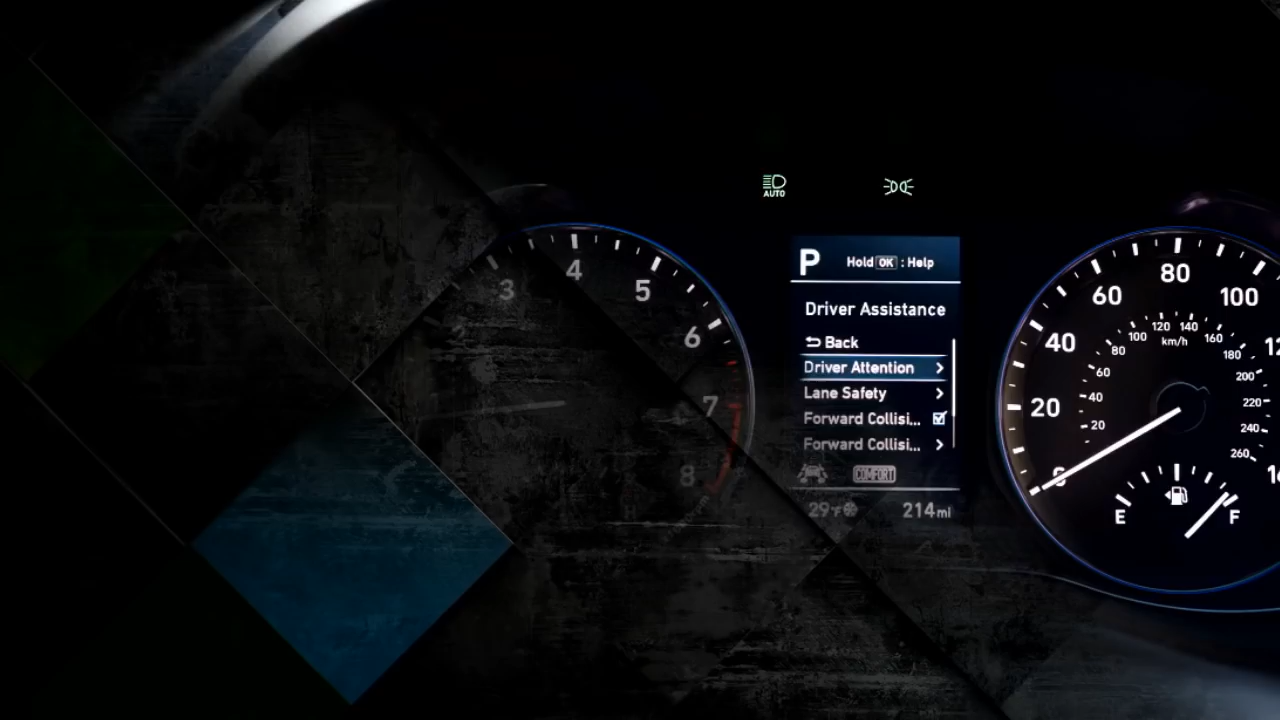 AUTO
P Hold OK : Help
Driver Assistance
Back
Driver Attention
Lane Safety
Forward Collisi...
Forward Collisi...
COMFORT
29°F
214mi
3
4
5
6
7
8
H
20
40
60
80
100
km/h
20
40
60
80
100
120
140
160
180
200
220
240
260
E
F